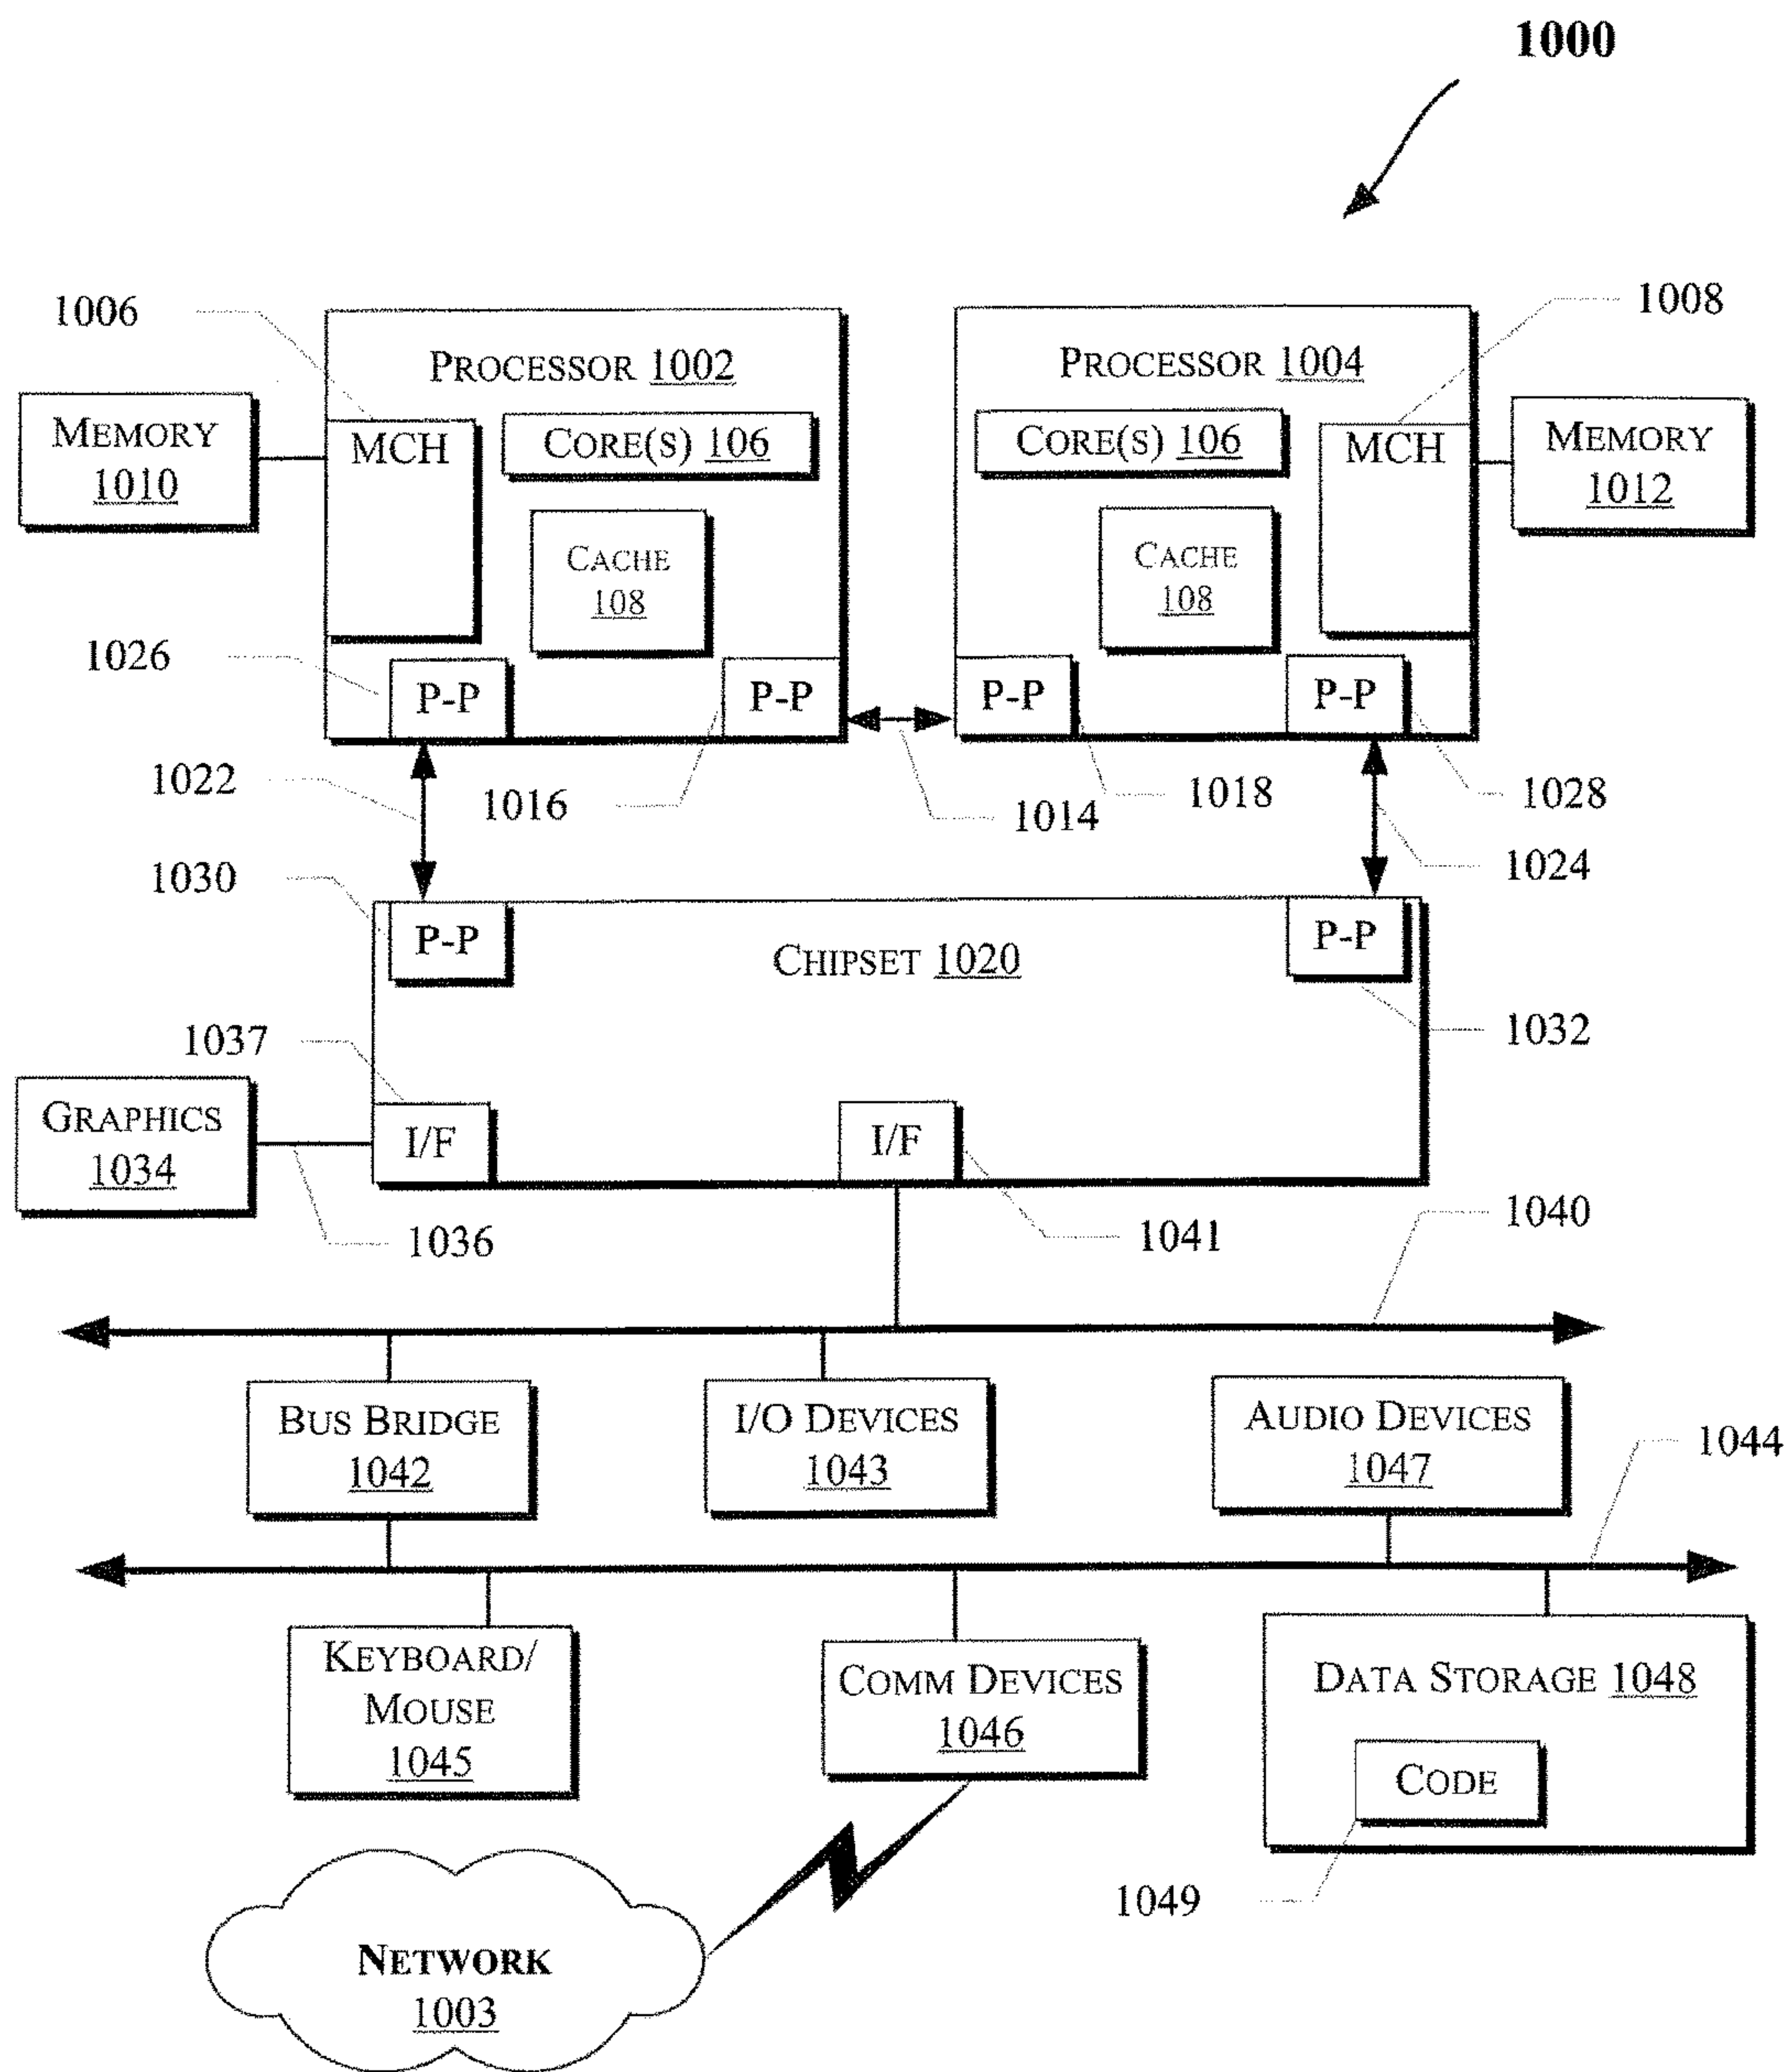 1000
1006
1008
PROCESSOR 1002
PROCESSOR 1004
MEMORY
1010
MCH
CORE(S) 106
CORE(S) 106
MCH
MEMORY
1012
CACHE
108
CACHE
108
1026
P-P
P-P
P-P
P-P
1022
1016
1014
1018
1028
1024
1030
P-P
CHIPSET 1020
P-P
1032
1037
GRAPHICS
1034
I/F
I/F
1036
1041
1040
BUS BRIDGE
1042
I/O DEVICES
1043
AUDIO DEVICES
1047
1044
KEYBOARD/
MOUSE
1045
COMM DEVICES
1046
DATA STORAGE 1048
CODE
1049
NETWORK
1003